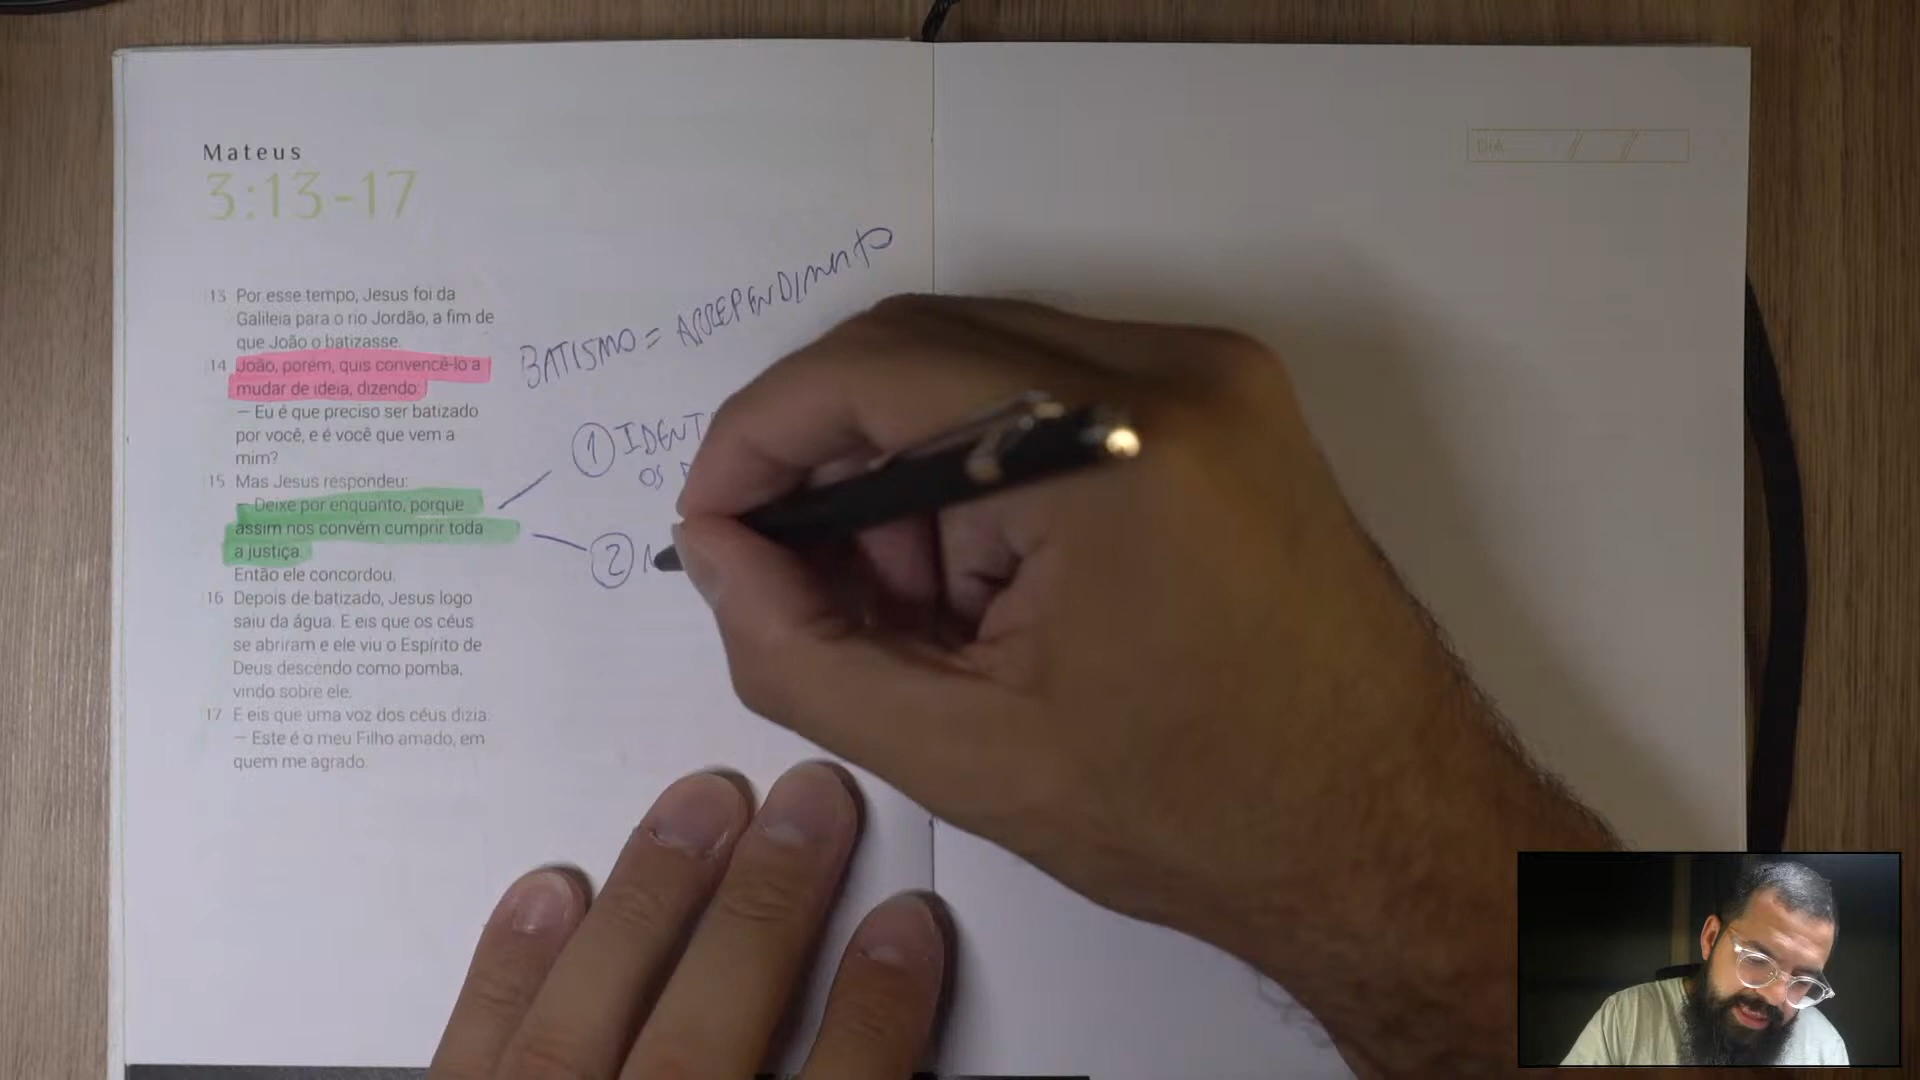 Mateus
3:13-17
DIA / /
13 Por esse tempo, Jesus foi da
Galileia para o rio Jordão, a fim de
que João o batizasse.
14 João, porém, quis convencê-lo a
mudar de ideia, dizendo:
— Eu é que preciso ser batizado
por você, e é você que vem a
mim?
15 Mas Jesus respondeu:
— Deixe por enquanto, porque
assim nos convém cumprir toda
a justiça.
Então ele concordou.
16 Depois de batizado, Jesus logo
saiu da água. E eis que os céus
se abriram e ele viu o Espírito de
Deus descendo como pomba,
vindo sobre ele.
17 E eis que uma voz dos céus dizia:
— Este é o meu Filho amado, em
quem me agrado.
BATISMO = ARREPENDIMENTO
1 IDENT
OS
2